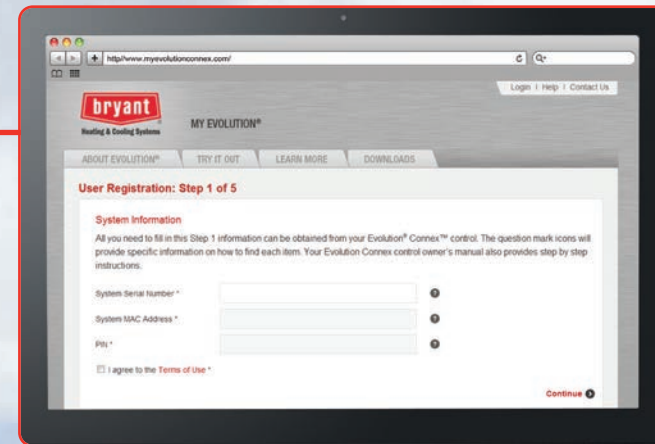 http//www.myevolutionconnex.com/
Login | Help | Contact Us
bryant
Heating & Cooling Systems
MY EVOLUTION®
ABOUT EVOLUTION® TRY IT OUT LEARN MORE DOWNLOADS
User Registration: Step 1 of 5
System Information
All you need to fill in this Step 1 information can be obtained from your Evolution® Connex™ control. The question mark icons will
provide specific information on how to find each item. Your Evolution Connex control owner's manual also provides step by step
instructions.
System Serial Number *
System MAC Address *
PIN *
I agree to the Terms of Use *
Continue